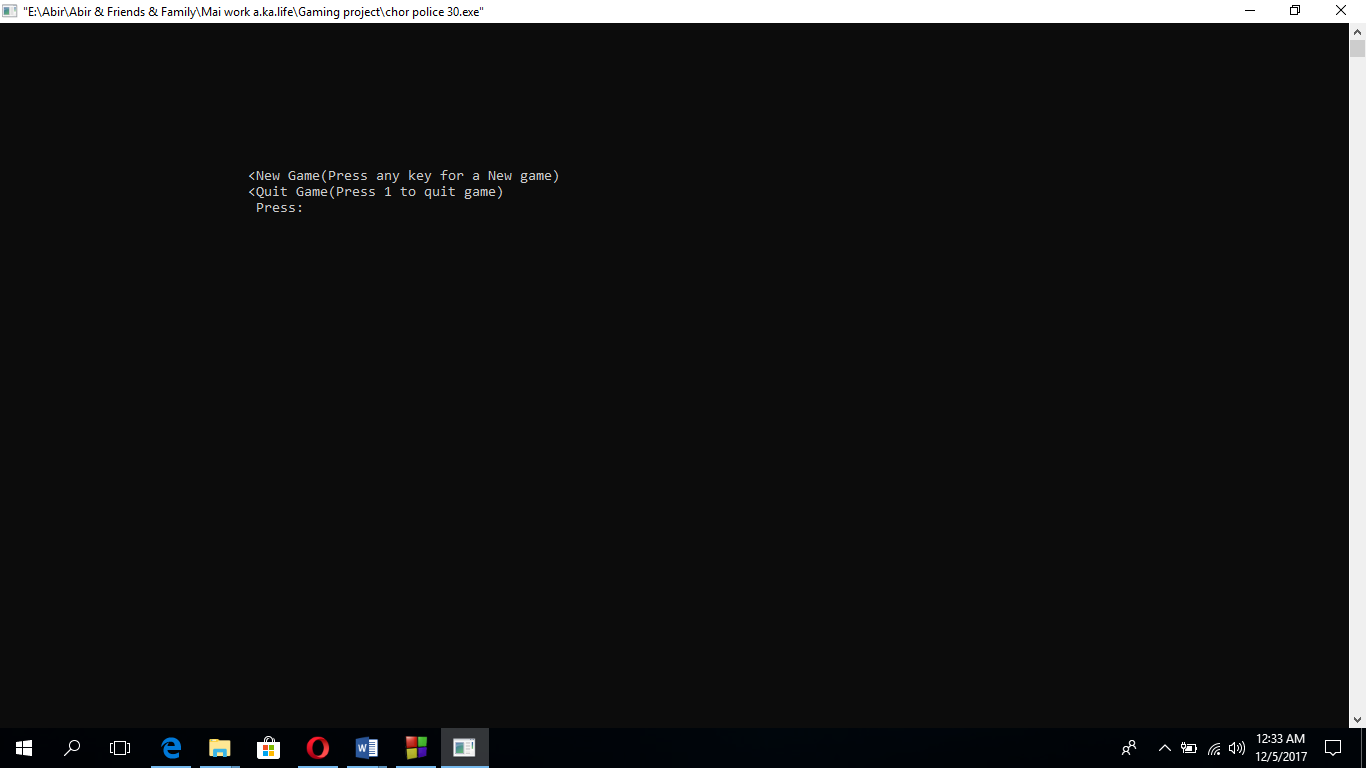 "E:\Abir\Abir & Friends & Family\Mai work a.ka.life\Gaming project\chor police 30.exe"
<New Game(Press any key for a New game)
<Quit Game(Press 1 to quit game)
Press:
12:33 AM
12/5/2017